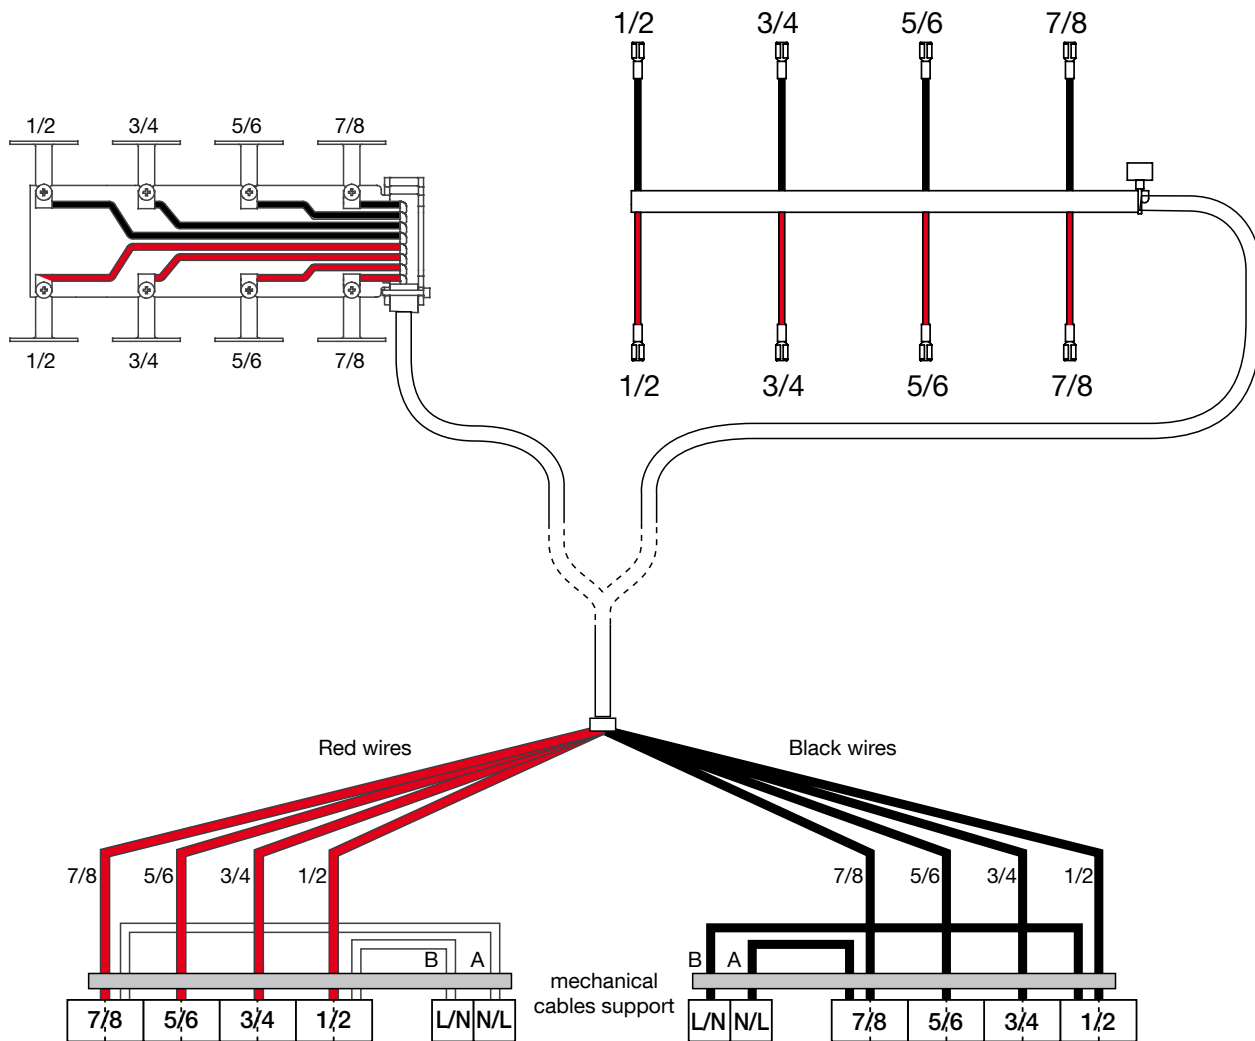 1/2 3/4 5/6 7/8
1/2 3/4 5/6 7/8
1/2 3/4 5/6 7/8
1/2 3/4 5/6 7/8
Red wires Black wires
7/8 5/6 3/4 1/2 7/8 5/6 3/4 1/2
B A B A
mechanical
cables support
7/8 5/6 3/4 1/2 L/N N/L L/N N/L 7/8 5/6 3/4 1/2